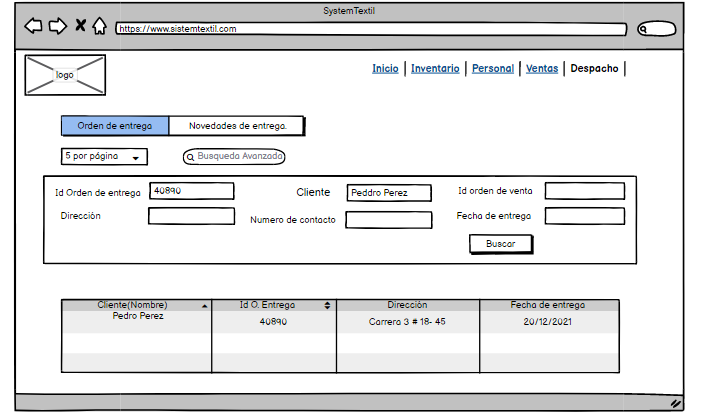 SystemTextil
https://www.sistemtextil.com
logo
Inicio | Inventario | Personal | Ventas | Despacho |
Orden de entrega Novedades de entrega.
5 por página Busqueda Avanzada
Id Orden de entrega 40890 Cliente Peddro Perez Id orden de venta
Dirección Numero de contacto Fecha de entrega
Buscar
Cliente(Nombre) Id O. Entrega Dirección Fecha de entrega
Pedro Perez 40890 Carrera 3 # 18- 45 20/12/2021